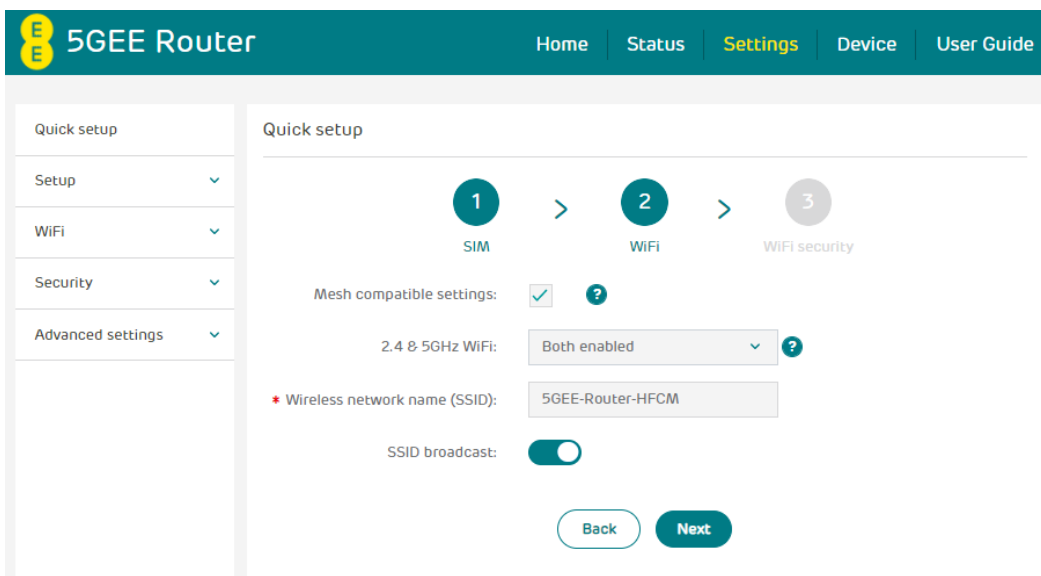 E
E
5GEE Router
Home Status Settings Device User Guide
Quick setup
Setup
WiFi
Security
Advanced settings
Quick setup
1 > 2 > 3
SIM WiFi WiFi security
Mesh compatible settings: ?
2.4 & 5GHz WiFi: Both enabled ?
* Wireless network name (SSID): 5GEE-Router-HFCM
SSID broadcast:
Back Next